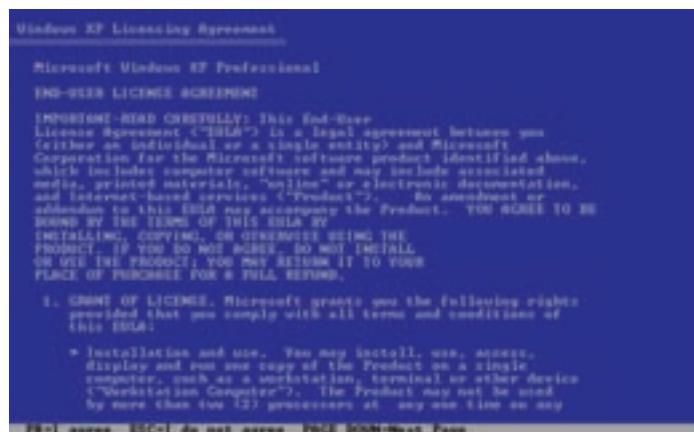 Windows XP Licensing Agreement
Microsoft Windows XP Professional
END-USER LICENSE AGREEMENT
IMPORTANT-READ CAREFULLY: This End-User
License Agreement ("EULA") is a legal agreement between you
(either an individual or a single entity) and Microsoft
Corporation for the Microsoft software product identified above,
which includes computer software and may include associated
media, printed materials, "online" or electronic documentation,
and Internet-based services ("Product"). An amendment or
addendum to this EULA may accompany the Product. YOU AGREE TO BE
BOUND BY THE TERMS OF THIS EULA BY
INSTALLING, COPYING, OR OTHERWISE USING THE
PRODUCT. IF YOU DO NOT AGREE, DO NOT INSTALL
OR USE THE PRODUCT; YOU MAY RETURN IT TO YOUR
PLACE OF PURCHASE FOR A FULL REFUND.
1. GRANT OF LICENSE. Microsoft grants you the following rights
provided that you comply with all terms and conditions of
this EULA:
* Installation and use. You may install, use, access,
display and run one copy of the Product on a single
computer, such as a workstation, terminal or other device
("Workstation Computer"). The Product may not be used
by more than two (2) processors at any one time on any
F8=I agree ESC=I do not agree PAGE DOWN=Next Page